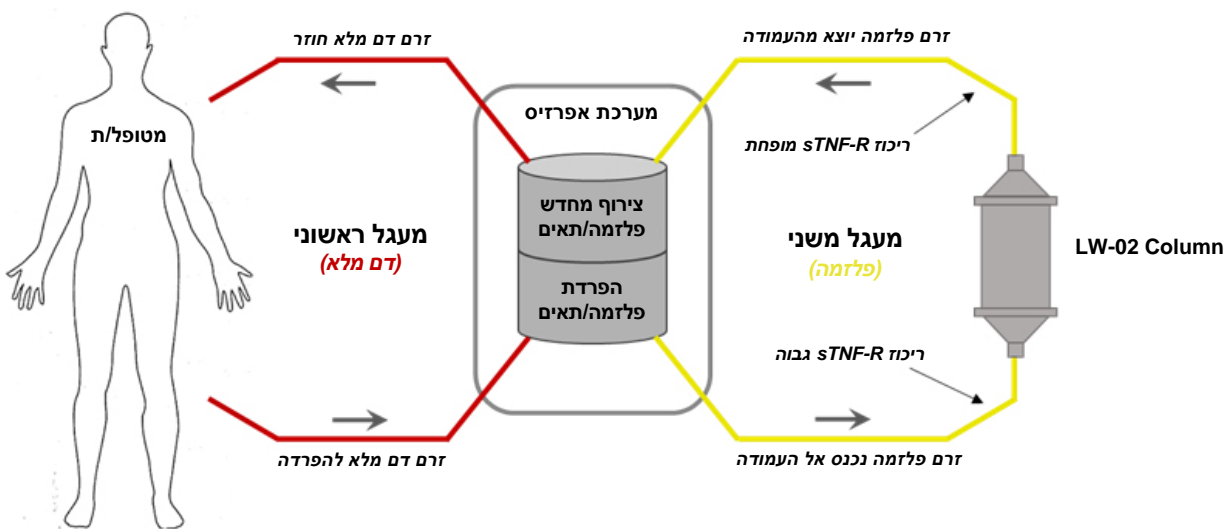 זרם דם מלא חוזר
זרם פלזמה יוצא מהעמודה
מערכת אפרזיס
מטופל/ת
ריכוז sTNF-R מופחת
צירוף מחדש
פלזמה/תאים
מעגל ראשוני
(דם מלא)
מעגל משני
(פלזמה)
LW-02 Column
הפרדת
פלזמה/תאים
ריכוז sTNF-R גבוה
זרם דם מלא להפרדה
זרם פלזמה נכנס אל העמודה